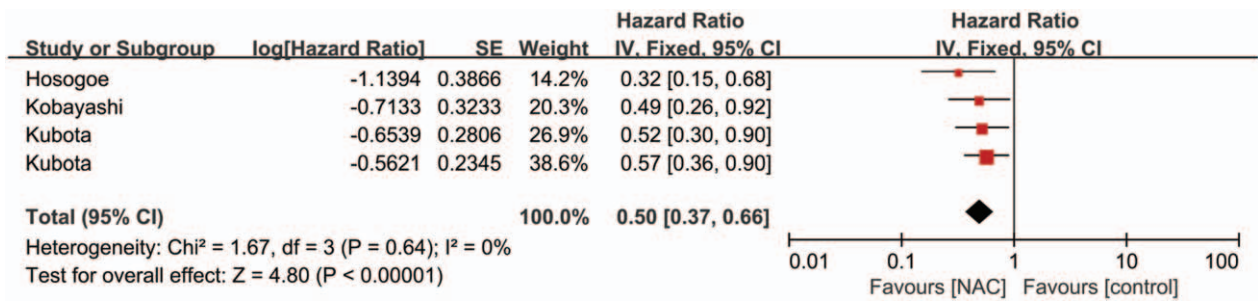 Hazard Ratio Hazard Ratio
Study or Subgroup log[Hazard Ratio] SE Weight IV, Fixed, 95% CI IV, Fixed, 95% CI
Hosogoe -1.1394 0.3866 14.2% 0.32 [0.15, 0.68]
Kobayashi -0.7133 0.3233 20.3% 0.49 [0.26, 0.92]
Kubota -0.6539 0.2806 26.9% 0.52 [0.30, 0.90]
Kubota -0.5621 0.2345 38.6% 0.57 [0.36, 0.90]
Total (95% CI) 100.0% 0.50 [0.37, 0.66]
Heterogeneity: Chi² = 1.67, df = 3 (P = 0.64); I² = 0%
Test for overall effect: Z = 4.80 (P < 0.00001)
0.01 0.1 1 10 100
Favours [NAC] Favours [control]